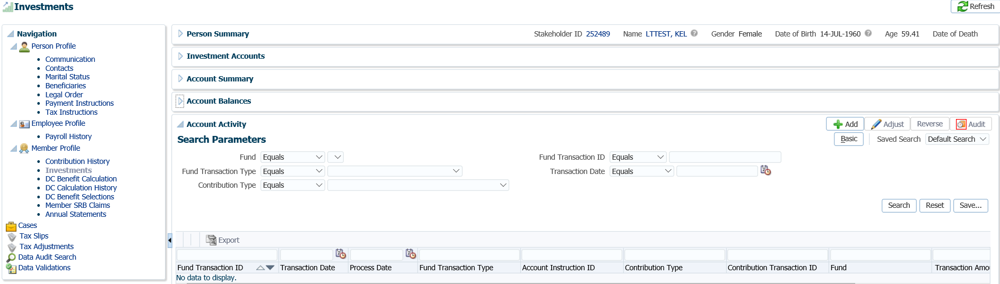 Investments
Refresh
Navigation
Person Profile
Communication
Contacts
Marital Status
Beneficiaries
Legal Order
Payment Instructions
Tax Instructions
Employee Profile
Payroll History
Member Profile
Contribution History
Investments
DC Benefit Calculation
DC Calculation History
DC Benefit Selections
Member SRB Claims
Annual Statements
Cases
Tax Slips
Tax Adjustments
Data Audit Search
Data Validations
Person Summary Stakeholder ID 252489 Name LTTEST, KEL Gender Female Date of Birth 14-JUL-1960 Age 59.41 Date of Death
Investment Accounts
Account Summary
Account Balances
Account Activity Add Adjust Reverse Audit
Search Parameters Basic Saved Search Default Search
Fund Equals Fund Transaction ID Equals
Fund Transaction Type Equals Transaction Date Equals
Contribution Type Equals
Search Reset Save...
Export
Fund Transaction ID Transaction Date Process Date Fund Transaction Type Account Instruction ID Contribution Type Contribution Transaction ID Fund Transaction Amou
No data to display.